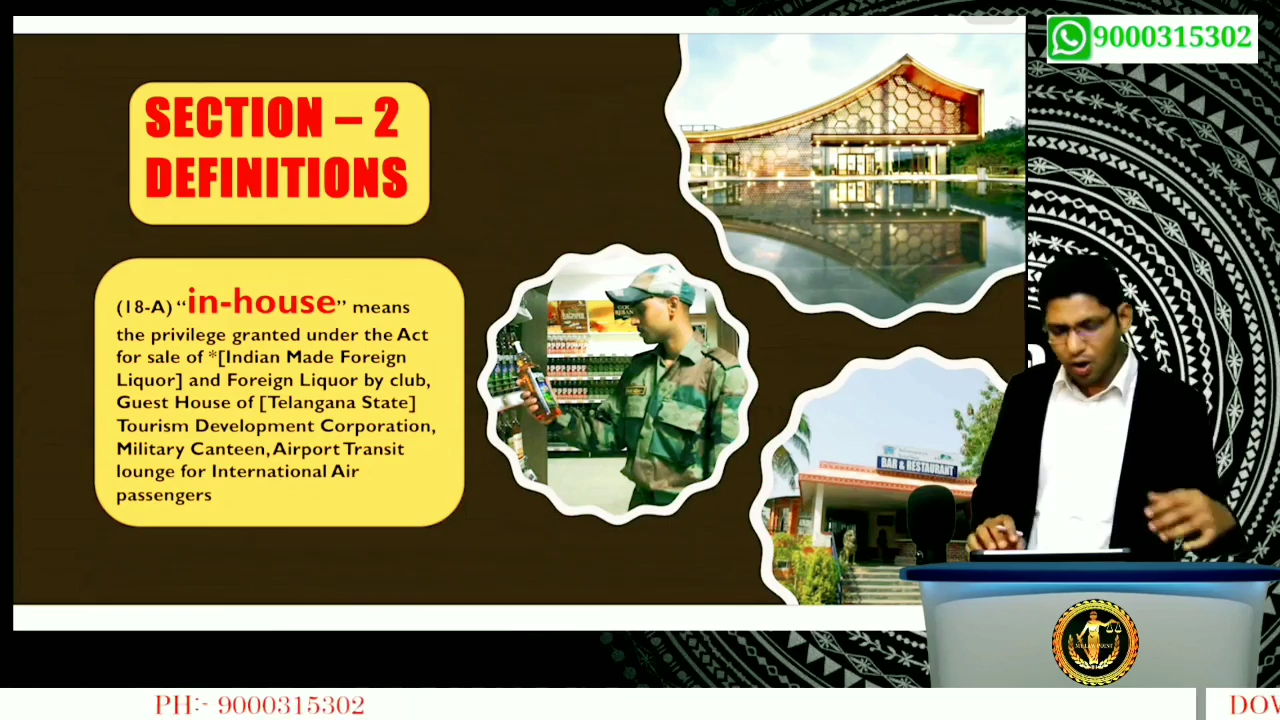 9000315302
SECTION – 2
DEFINITIONS
(18-A) “in-house” means
the privilege granted under the Act
for sale of *[Indian Made Foreign
Liquor] and Foreign Liquor by club,
Guest House of [Telangana State]
Tourism Development Corporation,
Military Canteen, Airport Transit
lounge for International Air
passengers
BAR & RESTAURANT
PH:- 9000315302
DOW